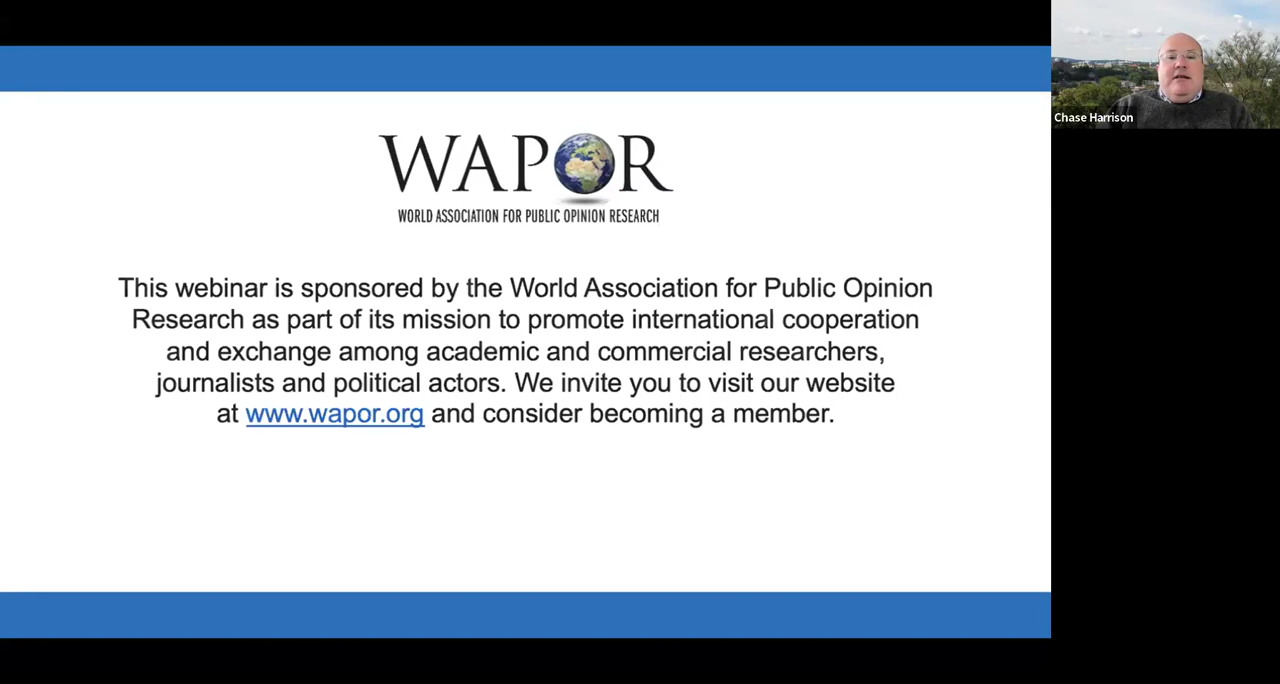 WAPOR
WORLD ASSOCIATION FOR PUBLIC OPINION RESEARCH
This webinar is sponsored by the World Association for Public Opinion
Research as part of its mission to promote international cooperation
and exchange among academic and commercial researchers,
journalists and political actors. We invite you to visit our website
at www.wapor.org and consider becoming a member.
Chase Harrison